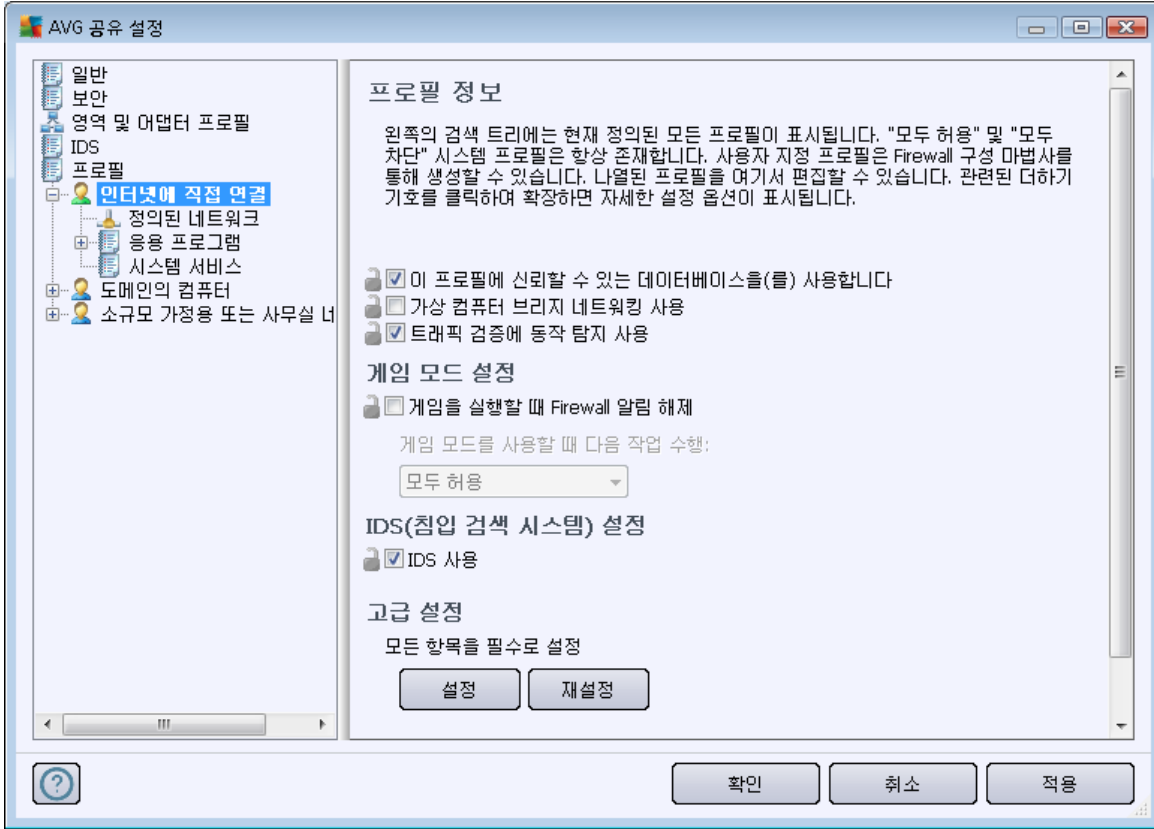 AVG 공유 설정
일반
보안
영역 및 어댑터 프로필
IDS
프로필
인터넷에 직접 연결
정의된 네트워크
응용 프로그램
시스템 서비스
도메인의 컴퓨터
소규모 가정용 또는 사무실 네
프로필 정보
왼쪽의 검색 트리에는 현재 정의된 모든 프로필이 표시됩니다. "모두 허용" 및 "모두
차단" 시스템 프로필은 항상 존재합니다. 사용자 지정 프로필은 Firewall 구성 마법사를
통해 생성할 수 있습니다. 나열된 프로필을 여기서 편집할 수 있습니다. 관련된 더하기
기호를 클릭하여 확장하면 자세한 설정 옵션이 표시됩니다.
이 프로필에 신뢰할 수 있는 데이터베이스을(를) 사용합니다
가상 컴퓨터 브리지 네트워킹 사용
트래픽 검증에 동작 탐지 사용
게임 모드 설정
게임을 실행할 때 Firewall 알림 해제
게임 모드를 사용할 때 다음 작업 수행:
모두 허용
IDS(침입 검색 시스템) 설정
IDS 사용
고급 설정
모든 항목을 필수로 설정
설정
재설정
확인
취소
적용